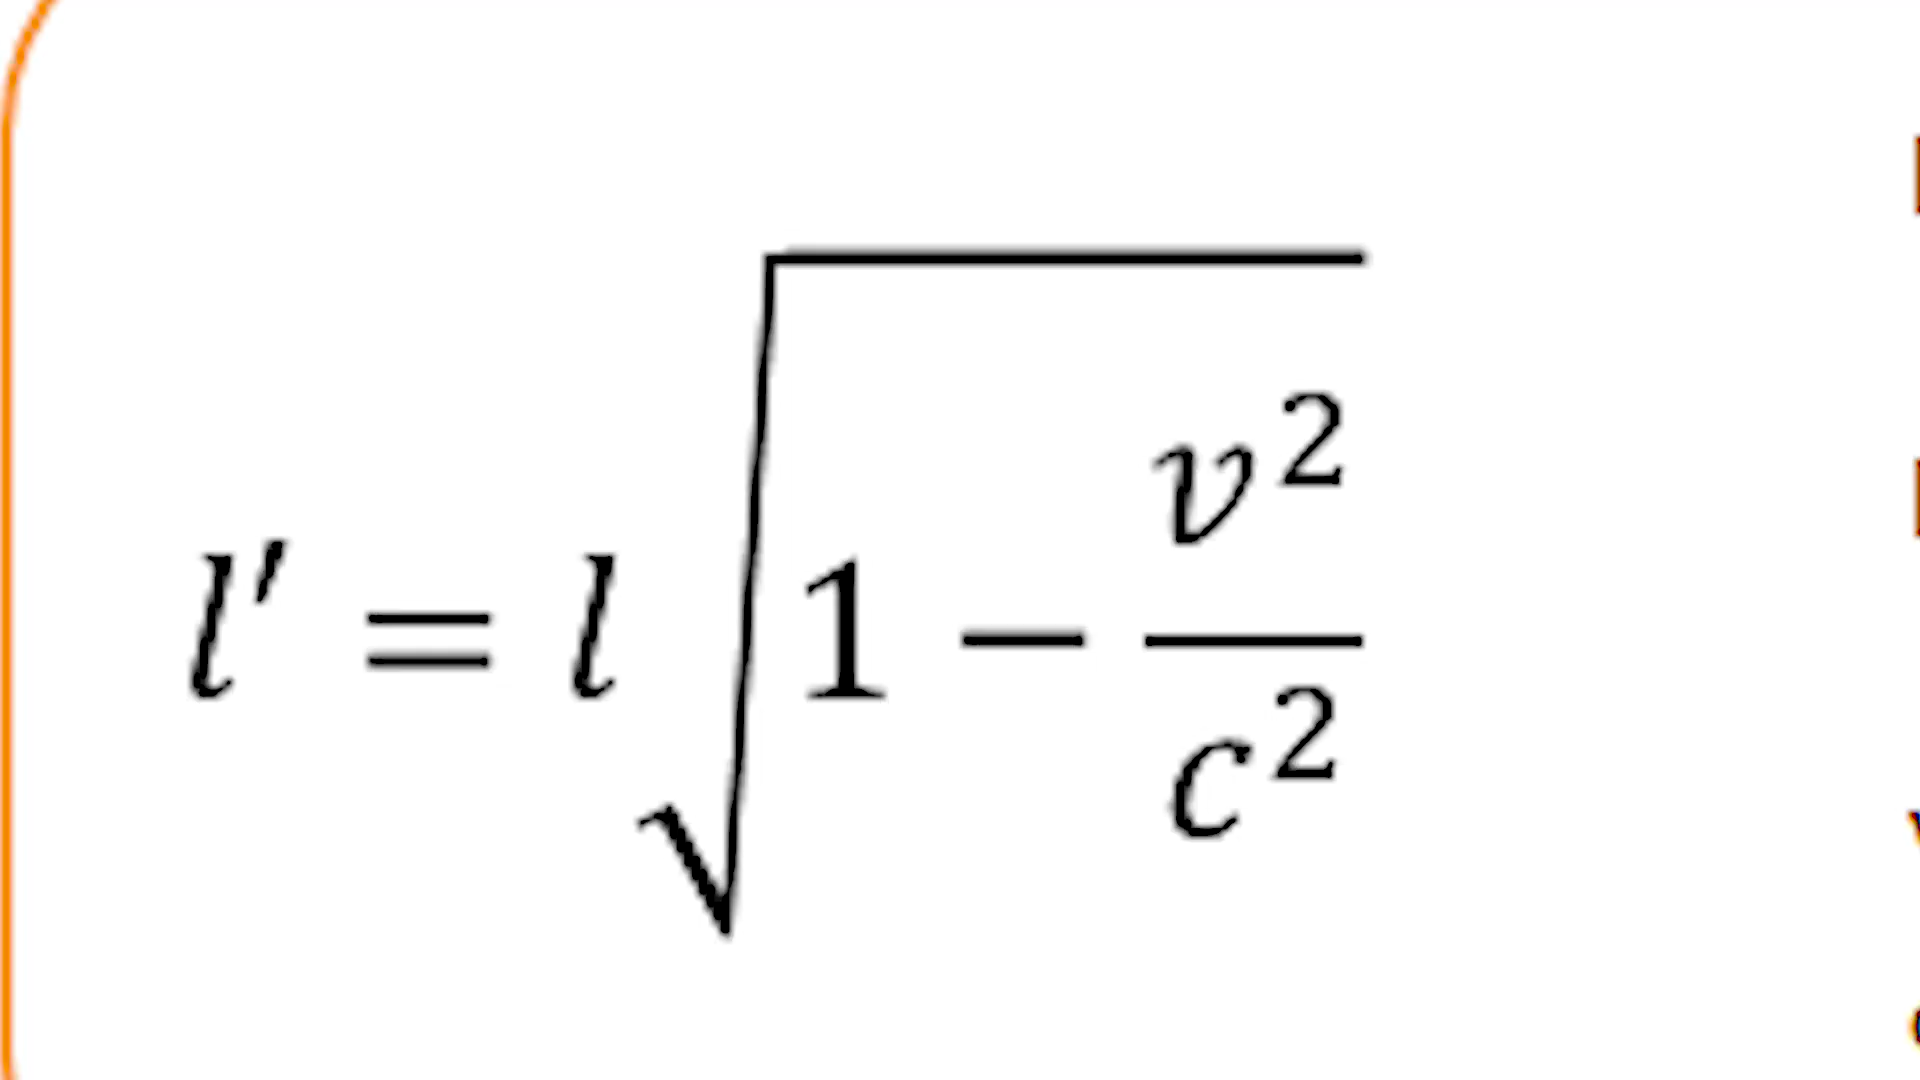 l′ = l√(1 − v²/c²)